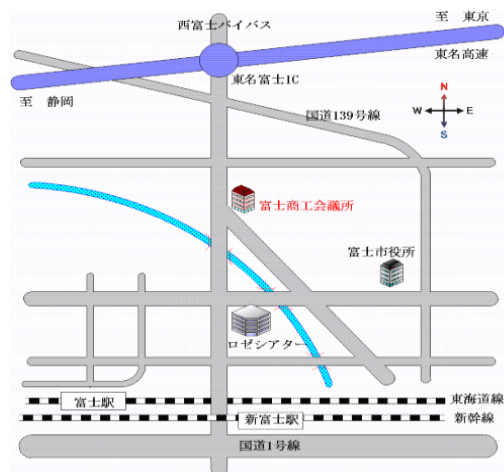 西富士バイパス
至 東京
東名高速
東名富士IC
至 静岡
国道139号線
N
W
E
S
富士商工会議所
富士市役所
ロゼシアター
東海道線
富士駅
新富士駅
新幹線
国道1号線